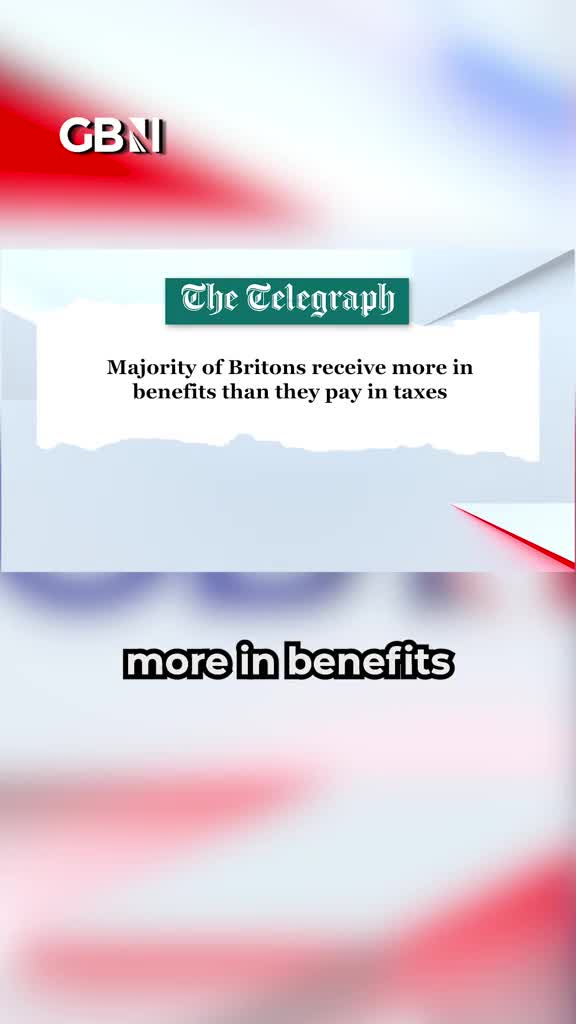 GBN
The Telegraph
Majority of Britons receive more in
benefits than they pay in taxes
more in benefits